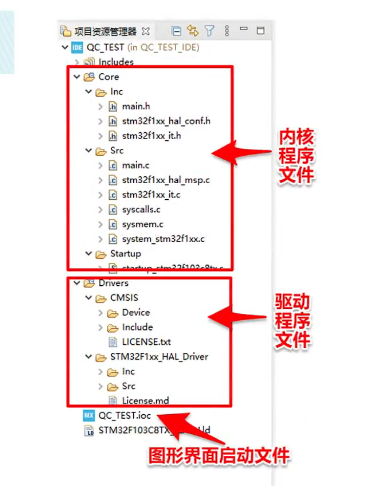 项目资源管理器
QC_TEST (in QC_TEST_IDE)
Includes
Core
Inc
main.h
stm32f1xx_hal_conf.h
stm32f1xx_it.h
Src
main.c
stm32f1xx_hal_msp.c
stm32f1xx_it.c
syscalls.c
sysmem.c
system_stm32f1xx.c
Startup
startup_stm32f103c8tx.s
内核
程序
文件
Drivers
CMSIS
Device
Include
LICENSE.txt
STM32F1xx_HAL_Driver
Inc
Src
License.md
驱动
程序
文件
QC_TEST.ioc
STM32F103C8TX
ld
图形界面启动文件